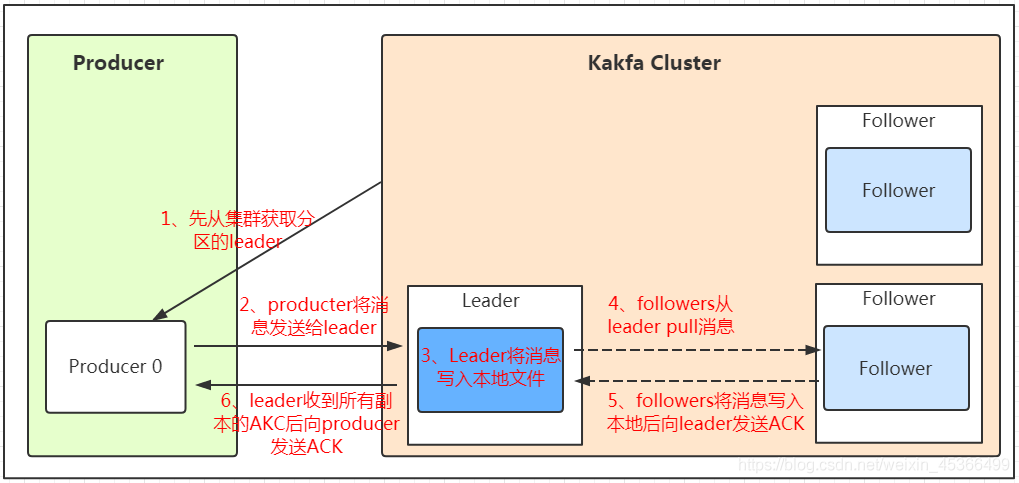 Producer
Kakfa Cluster
Follower
Follower
1、先从集群获取分
区的leader
2、producter将消
息发送给leader
Leader
4、followers从
leader pull消息
Follower
Producer 0
3、Leader将消息
写入本地文件
Follower
6、leader收到所有副
本的AKC后向producer
发送ACK
5、followers将消息写入
本地后向leader发送ACK
https://blog.csdn.net/weixin_45366499